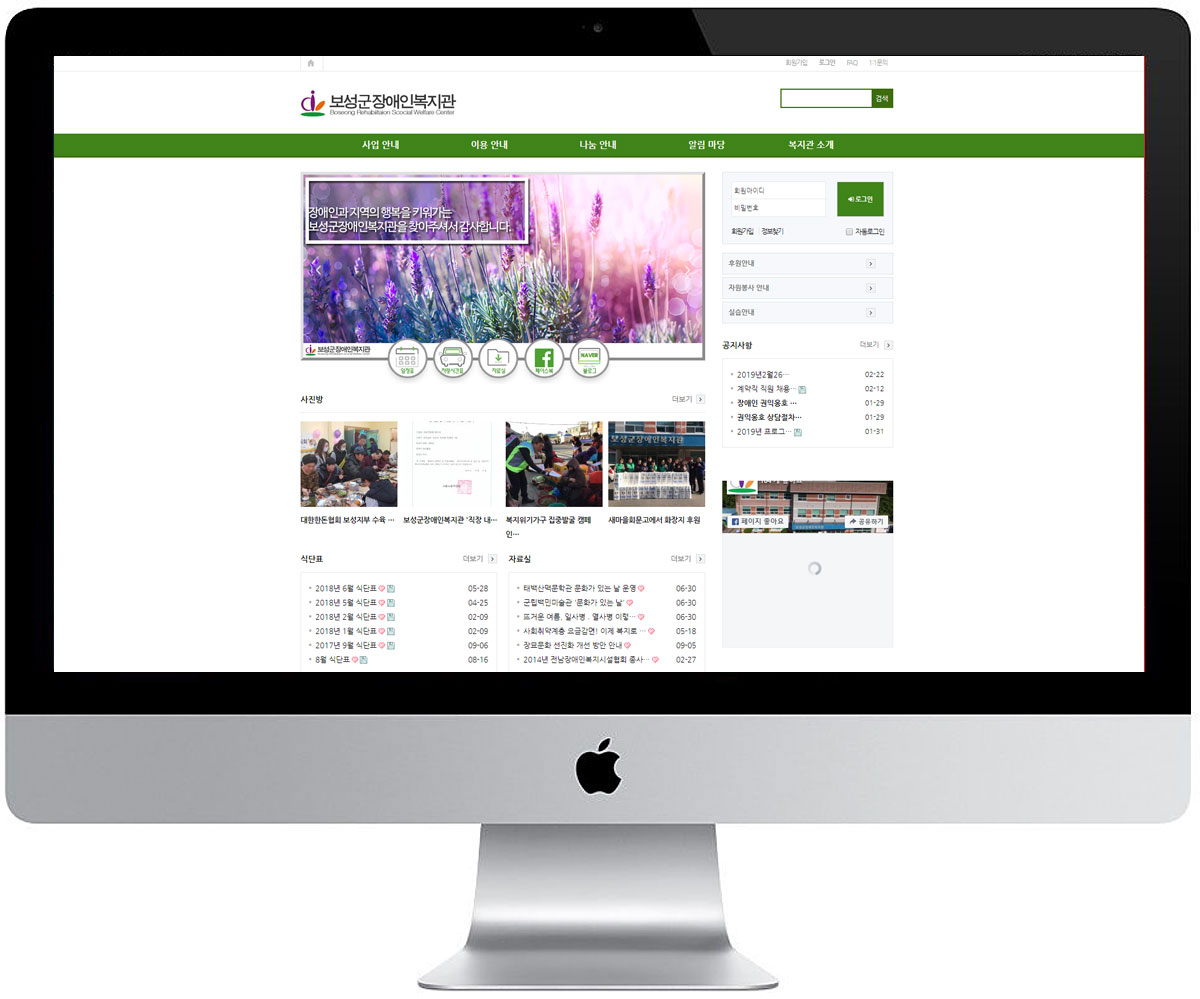 회원가입 로그인 FAQ 1:1문의
보성군장애인복지관
Boseong Rehabiltiaion Scocial Welfare Center
검색
사업 안내 이용 안내 나눔 안내 알림 마당 복지관 소개
장애인과 지역의 행복을 키워가는
보성군장애인복지관을 찾아주셔서 감사합니다.
보성군장애인복지관
일정표 차량시간표 자료실 페이스북 블로그
NAVER
회원아이디
비밀번호
로그인
회원가입 정보찾기 자동로그인
후원안내
자원봉사 안내
실습안내
공지사항 더보기
2019년2월26… 02-22
계약직 직원 채용… 02-12
장애인 권익옹호 … 01-29
권익옹호 상담절차… 01-29
2019년 프로그… 01-31
사진방 더보기
보성군장애인복지관
대한한돈협회 보성지부 수육 …
보성군장애인복지관 '직장 내…
복지위기가구 집중발굴 캠페
인…
새마을회문고에서 화장지 후원
페이지 좋아요 공유하기
식단표 더보기
2018년 6월 식단표 05-28
2018년 5월 식단표 04-25
2018년 2월 식단표 02-09
2018년 1월 식단표 02-09
2017년 9월 식단표 09-06
8월 식단표 08-16
자료실 더보기
태백산맥문학관 문화가 있는 날 운영 06-30
군립백민미술관 '문화가 있는 날' 06-30
뜨거운 여름, 일사병 . 열사병 이렇… 06-30
사회취약계층 요금감면! 이제 복지로 … 05-18
장묘문화 선진화 개선 방안 안내 09-05
2014년 전남장애인복지시설협회 종사… 02-27